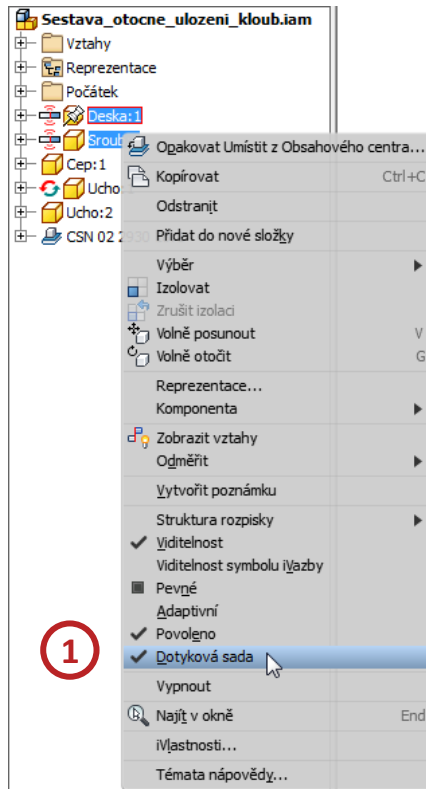 Sestava_otocne_ulozeni_kloub.iam
Vztahy
Reprezentace
Počátek
Deska:1
Sroub
Cep:1
Ucho:
Ucho:2
CSN 02 2930
Opakovat Umístit z Obsahového centra...
Kopírovat Ctrl+C
Odstranit
Přidat do nové složky
Výběr
Izolovat
Zrušit izolaci
Volně posunout V
Volně otočit G
Reprezentace...
Komponenta
Zobrazit vztahy
Odměřit
Vytvořit poznámku
Struktura rozpisky
Viditelnost
Viditelnost symbolu iVazby
Pevné
Adaptivní
Povoleno
1
Dotyková sada
Vypnout
Najít v okně End
iVlastnosti...
Témata nápovědy...